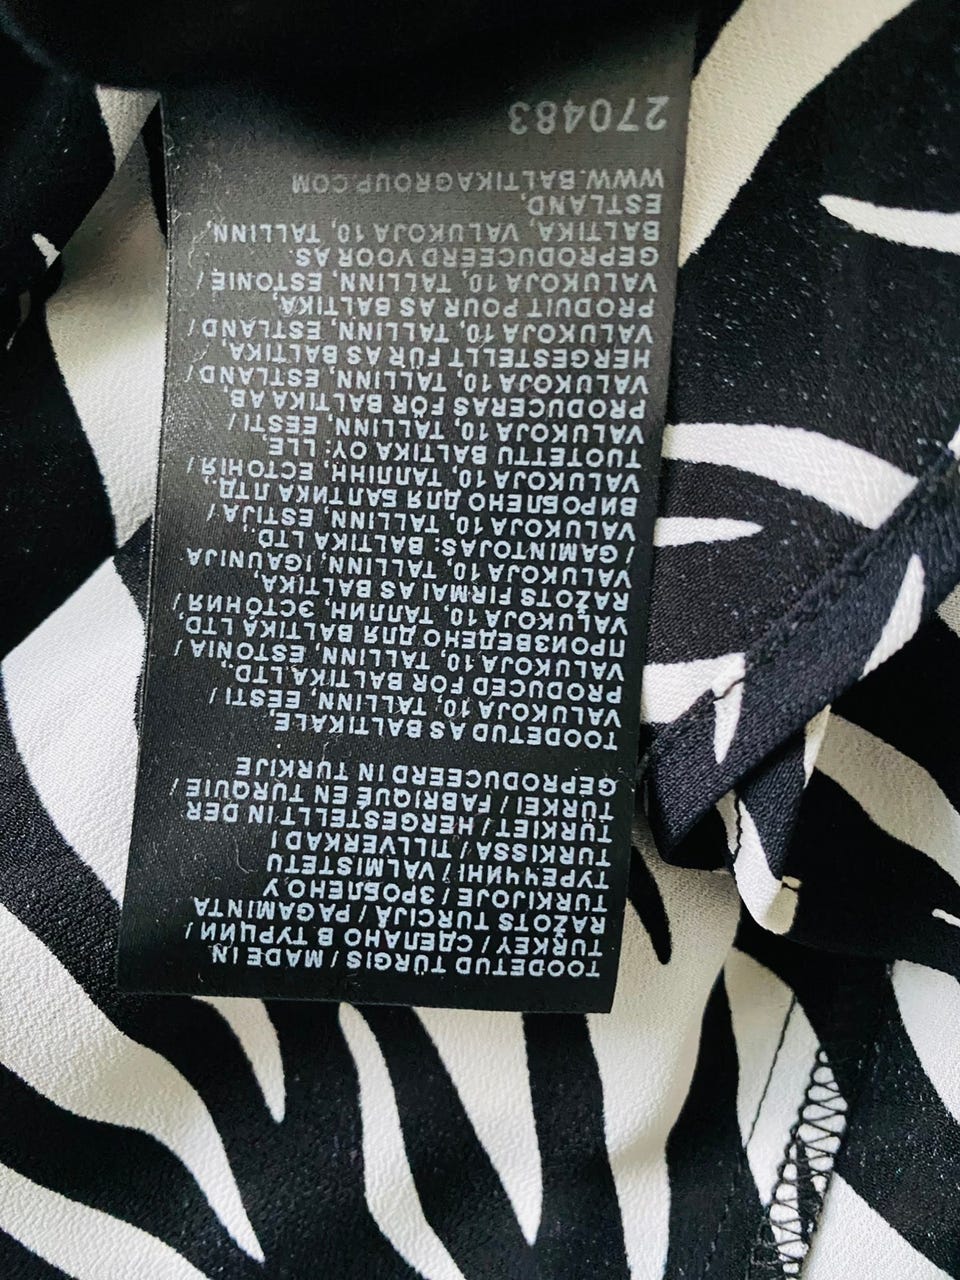 TOODETUD TÜRGIS / MADE IN
TURKEY / СДЕЛАНО В ТУРЦИИ /
RAŽOTS TURCIJĀ / PAGAMINTA
TURKIJOJE / ЗРОБЛЕНО У
ТУРЕЧЧИНІ / VALMISTETU
TURKISSA / TILLVERKAD I
TURKIET / HERGESTELLT IN DER
TÜRKEI / FABRIQUÉ EN TURQUIE /
GEPRODUCEERD IN TURKIJE
TOODETUD AS BALTIKALE,
VALUKOJA 10, TALLINN, EESTI /
PRODUCED FOR BALTIKA LTD.,
VALUKOJA 10, TALLINN, ESTONIA /
ПРОИЗВЕДЕНО ДЛЯ BALTIKA LTD
VALUKOJA 10, ТАЛЛИН, ЭСТОНИЯ /
RAŽOTS FIRMAI AS BALTIKA,
VALUKOJA 10, TALLINN, IGAUNIJA
/ GAMINTOJAS: BALTIKA LTD.
VALUKOJA 10, TALLINN, ESTIJA /
ВИРОБЛЕНО ДЛЯ БАЛТИКА ЛТД.,
VALUKOJA 10, ТАЛЛІНН, ЕСТОНІЯ /
TUOTETTU BALTIKA OY: LLE,
VALUKOJA 10, TALLINN, EESTI /
PRODUCERAS FÖR BALTIKA AB,
VALUKOJA 10, TALLINN, ESTLAND /
HERGESTELLT FÜR AS BALTIKA,
VALUKOJA 10, TALLINN, ESTLAND /
PRODUIT POUR AS BALTIKA,
VALUKOJA 10, TALLINN, ESTONIE /
GEPRODUCEERD VOOR AS
BALTIKA, VALUKOJA 10, TALLINN,
ESTLAND,
WWW.BALTIKAGROUP.COM
270483